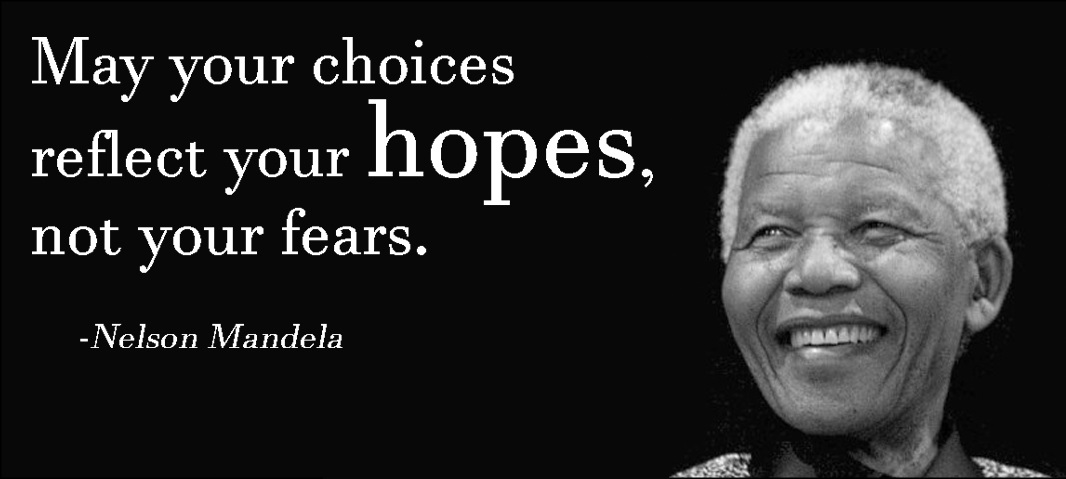 May your choices
reflect your hopes,
not your fears.
-Nelson Mandela